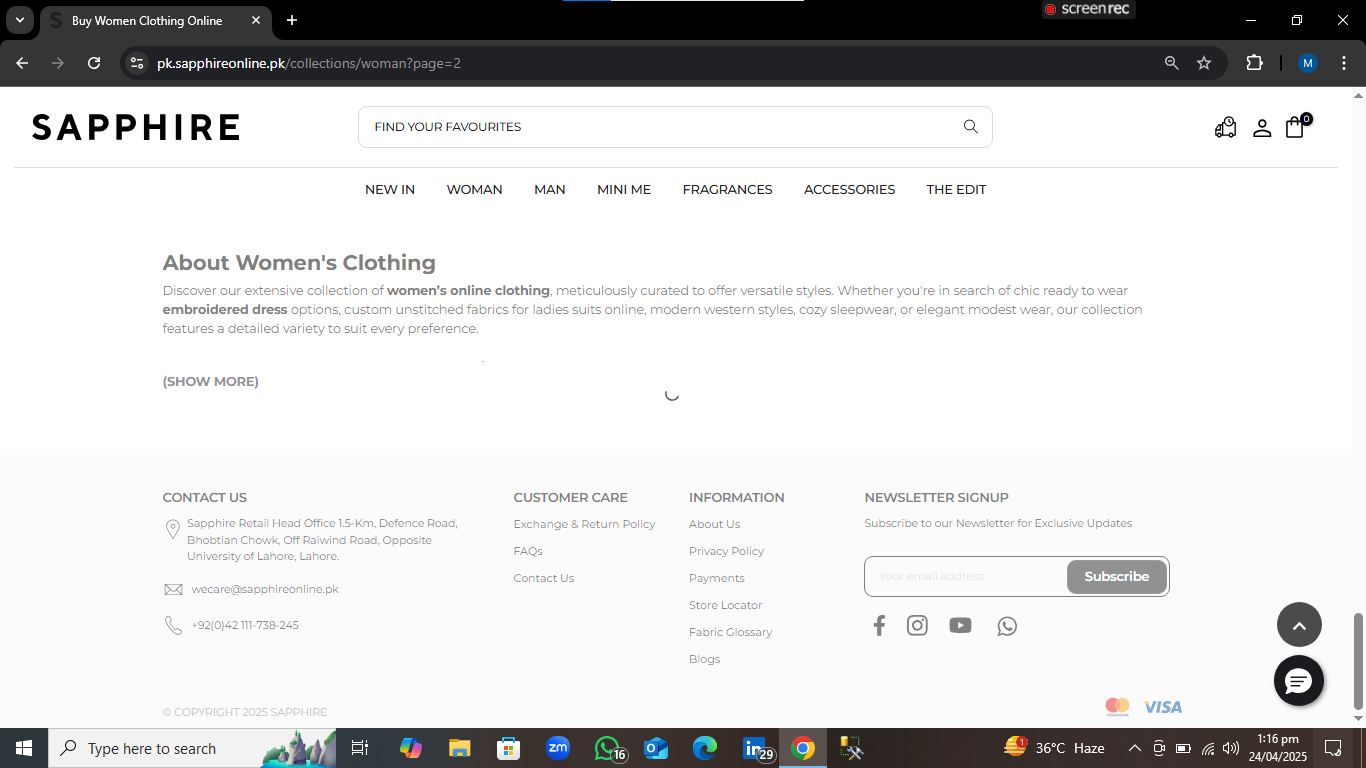 Buy Women Clothing Online
screenrec
pk.sapphireonline.pk/collections/woman?page=2
M
SAPPHIRE
FIND YOUR FAVOURITES
0
NEW IN WOMAN MAN MINI ME FRAGRANCES ACCESSORIES THE EDIT
About Women's Clothing
Discover our extensive collection of women's online clothing, meticulously curated to offer versatile styles. Whether you're in search of chic ready to wear
embroidered dress options, custom unstitched fabrics for ladies suits online, modern western styles, cozy sleepwear, or elegant modest wear, our collection
features a detailed variety to suit every preference.
(SHOW MORE)
CONTACT US
Sapphire Retail Head Office 1.5-Km, Defence Road,
Bhobtian Chowk, Off Raiwind Road, Opposite
University of Lahore, Lahore.
wecare@sapphireonline.pk
+92(0)42 111-738-245
CUSTOMER CARE
Exchange & Return Policy
FAQs
Contact Us
INFORMATION
About Us
Privacy Policy
Payments
Store Locator
Fabric Glossary
Blogs
NEWSLETTER SIGNUP
Subscribe to our Newsletter for Exclusive Updates
Your email address
Subscribe
© COPYRIGHT 2025 SAPPHIRE
VISA
Type here to search
zm
16
in
29
1
36°C Haze
1:16 pm
24/04/2025